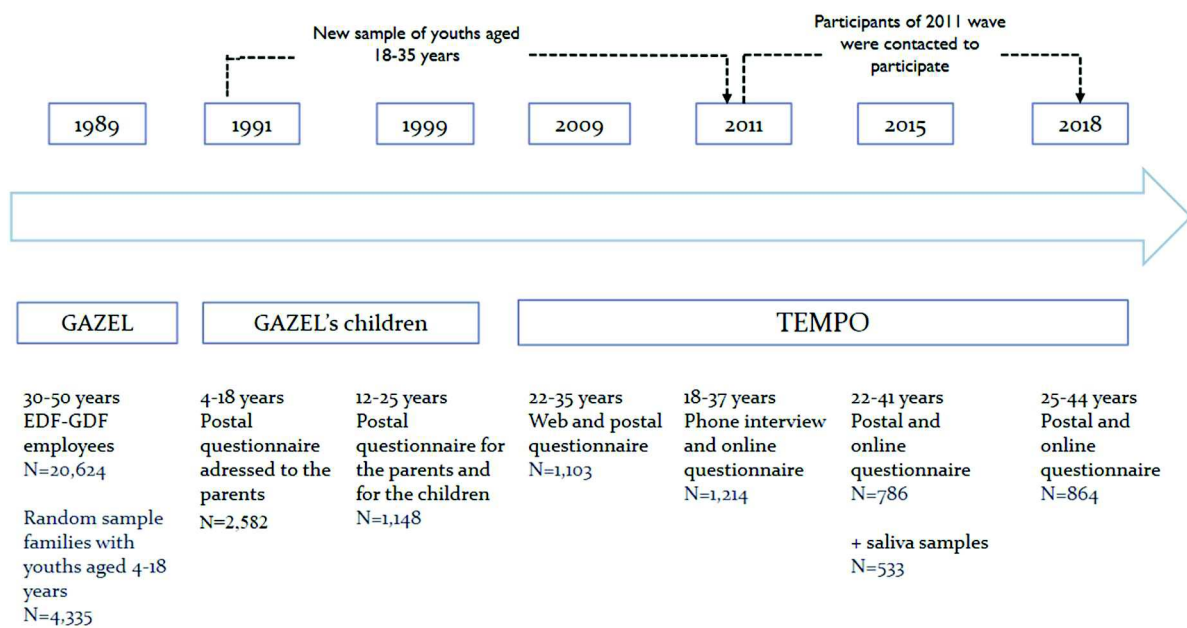 New sample of youths aged
18-35 years
Participants of 2011 wave
were contacted to
participate
1989
1991
1999
2009
2011
2015
2018
GAZEL
GAZEL's children
TEMPO
30-50 years
EDF-GDF
employees
N=20,624
Random sample
families with
youths aged 4-18
years
N=4,335
4-18 years
Postal
questionnaire
adressed to the
parents
N=2,582
12-25 years
Postal
questionnaire for
the parents and
for the children
N=1,148
22-35 years
Web and postal
questionnaire
N=1,103
18-37 years
Phone interview
and online
questionnaire
N=1,214
22-41 years
Postal and
online
questionnaire
N=786
+ saliva samples
N=533
25-44 years
Postal and
online
questionnaire
N=864